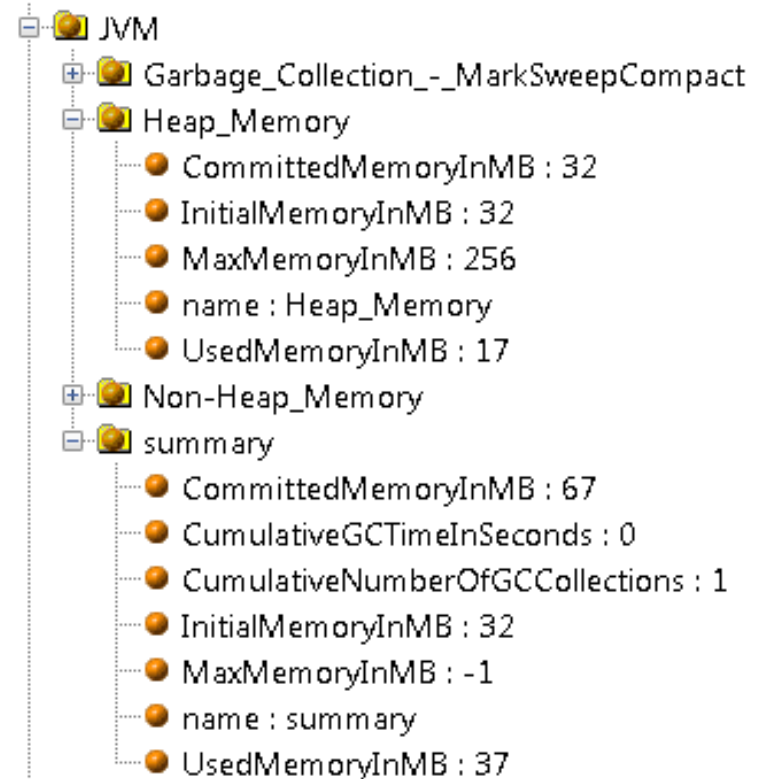 JVM
Garbage_Collection_-_MarkSweepCompact
Heap_Memory
CommittedMemoryInMB : 32
InitialMemoryInMB : 32
MaxMemoryInMB : 256
name : Heap_Memory
UsedMemoryInMB : 17
Non-Heap_Memory
summary
CommittedMemoryInMB : 67
CumulativeGCTimeInSeconds : 0
CumulativeNumberOfGCCollections : 1
InitialMemoryInMB : 32
MaxMemoryInMB : -1
name : summary
UsedMemoryInMB : 37